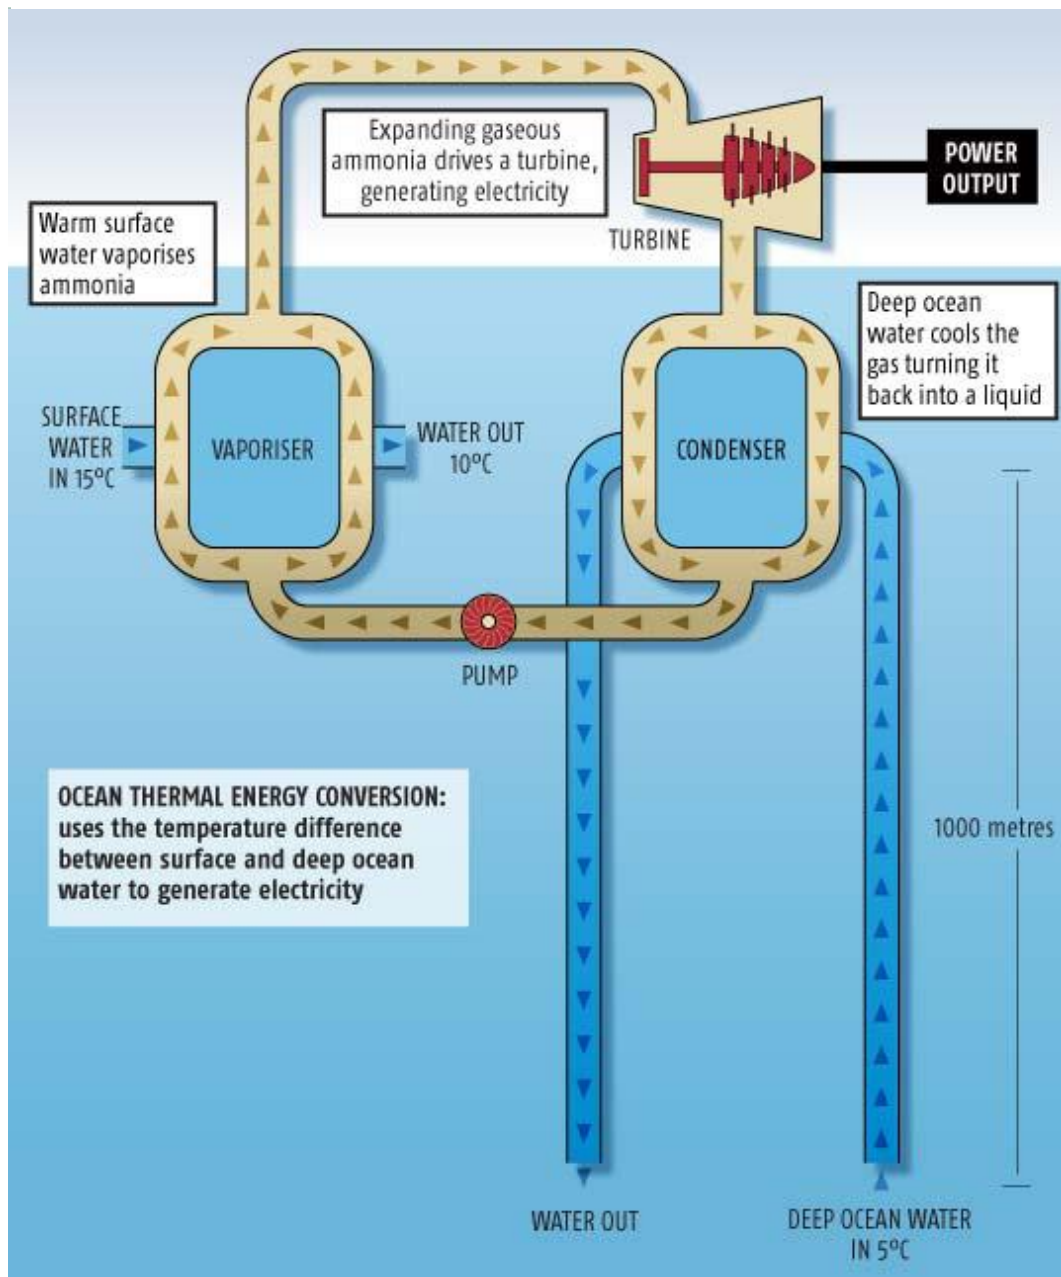 Expanding gaseous
ammonia drives a turbine,
generating electricity
POWER
OUTPUT
TURBINE
Warm surface
water vaporises
ammonia
Deep ocean
water cools the
gas turning it
back into a liquid
SURFACE
WATER
IN 15°C
VAPORISER
WATER OUT
10°C
CONDENSER
PUMP
OCEAN THERMAL ENERGY CONVERSION:
uses the temperature difference
between surface and deep ocean
water to generate electricity
1000 metres
WATER OUT
DEEP OCEAN WATER
IN 5°C